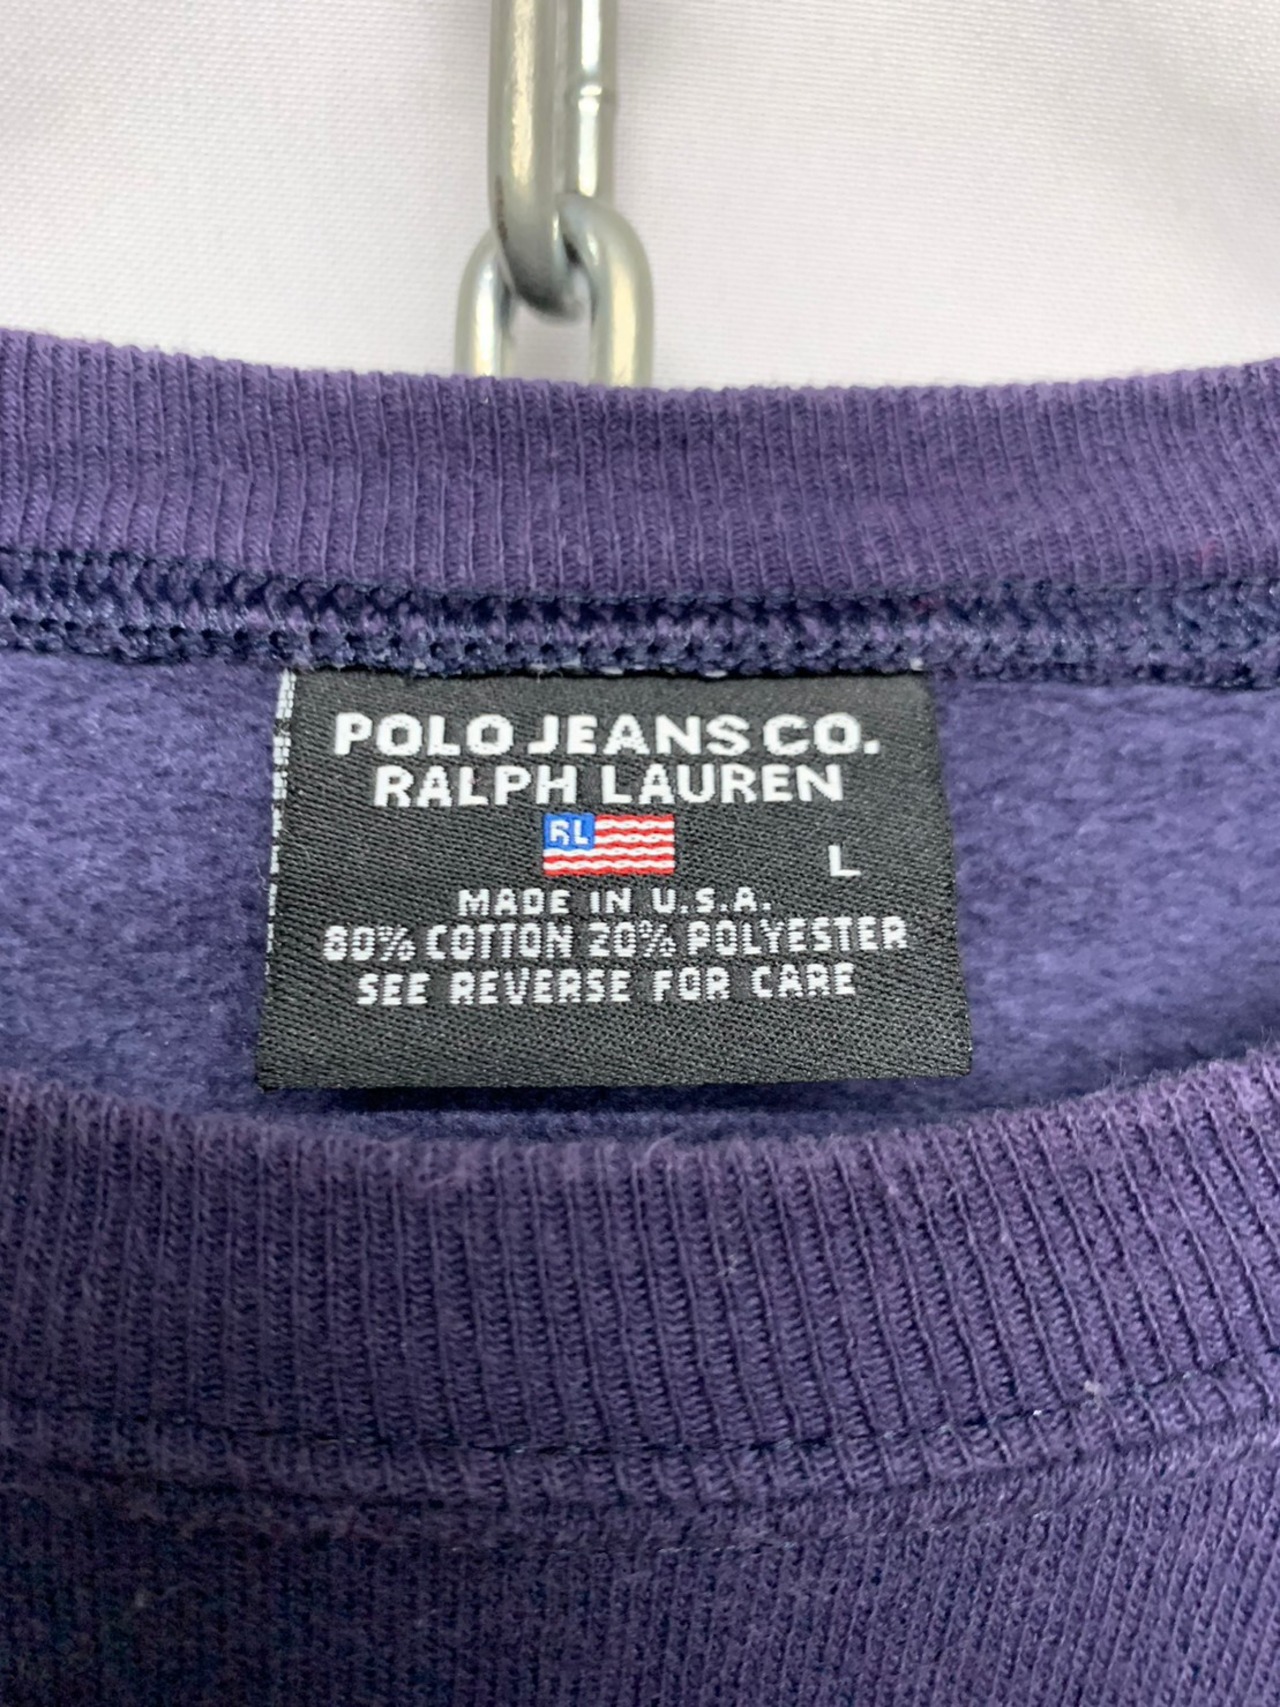 POLO JEANS CO.
RALPH LAUREN
RL
L
MADE IN U.S.A.
80% COTTON 20% POLYESTER
SEE REVERSE FOR CARE